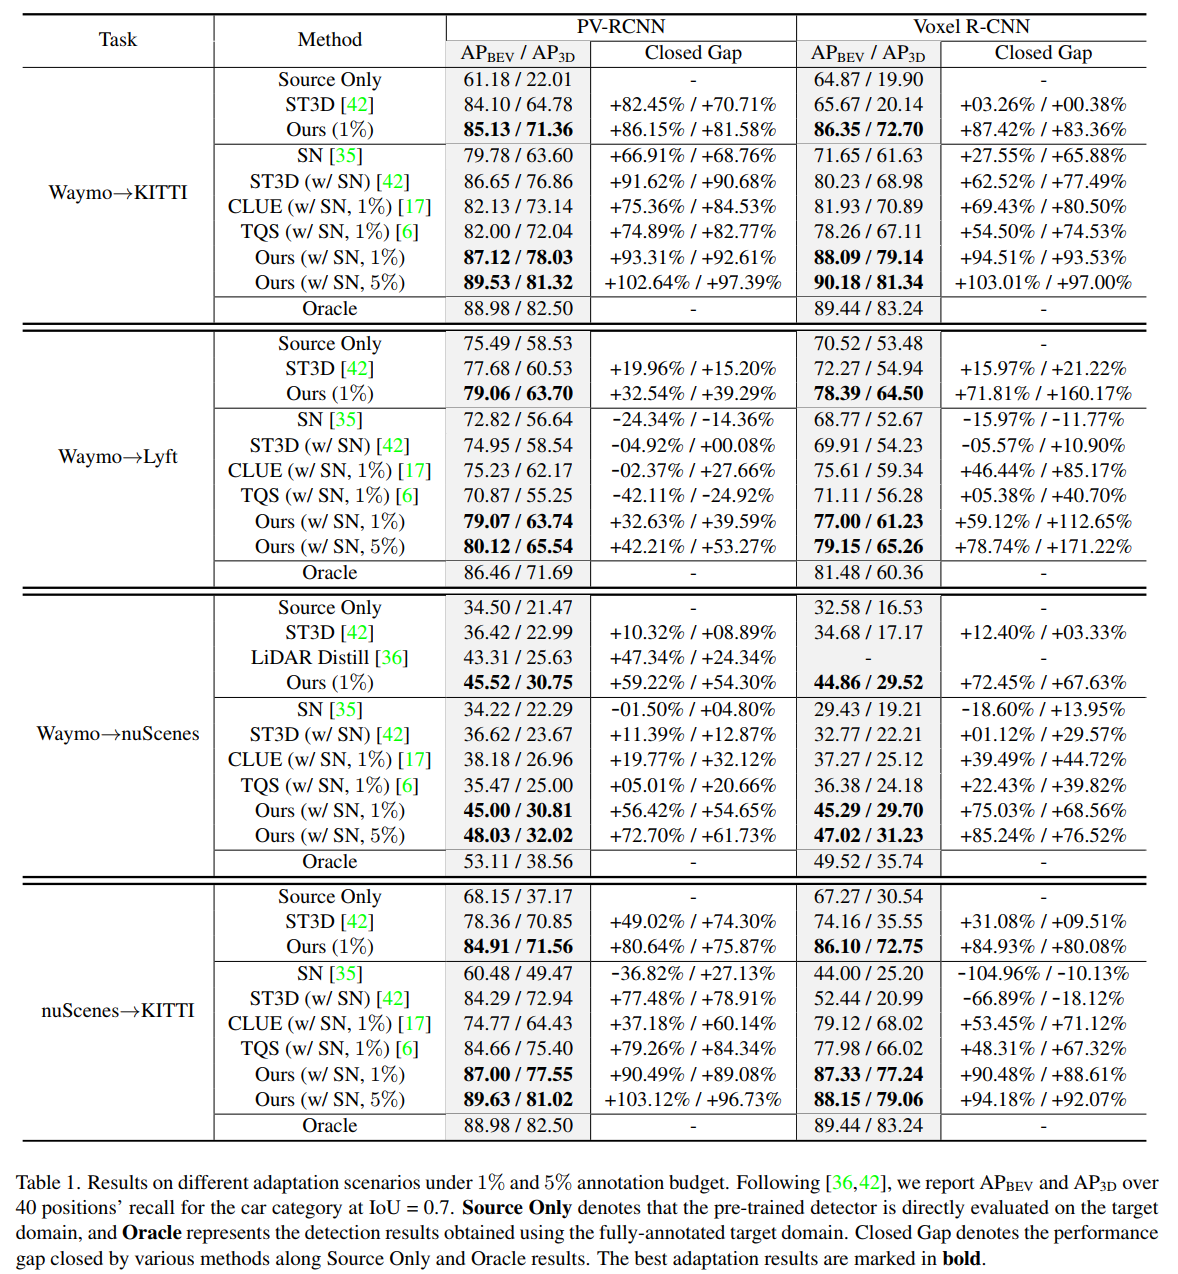 Task Method PV-RCNN Voxel R-CNN
AP_BEV / AP_3D Closed Gap AP_BEV / AP_3D Closed Gap
Waymo→KITTI
Source Only 61.18 / 22.01 - 64.87 / 19.90 -
ST3D [42] 84.10 / 64.78 +82.45% / +70.71% 65.67 / 20.14 +03.26% / +00.38%
Ours (1%) 85.13 / 71.36 +86.15% / +81.58% 86.35 / 72.70 +87.42% / +83.36%
SN [35] 79.78 / 63.60 +66.91% / +68.76% 71.65 / 61.63 +27.55% / +65.88%
ST3D (w/ SN) [42] 86.65 / 76.86 +91.62% / +90.68% 80.23 / 68.98 +62.52% / +77.49%
CLUE (w/ SN, 1%) [17] 82.13 / 73.14 +75.36% / +84.53% 81.93 / 70.89 +69.43% / +80.50%
TQS (w/ SN, 1%) [6] 82.00 / 72.04 +74.89% / +82.77% 78.26 / 67.11 +54.50% / +74.53%
Ours (w/ SN, 1%) 87.12 / 78.03 +93.31% / +92.61% 88.09 / 79.14 +94.51% / +93.53%
Ours (w/ SN, 5%) 89.53 / 81.32 +102.64% / +97.39% 90.18 / 81.34 +103.01% / +97.00%
Oracle 88.98 / 82.50 - 89.44 / 83.24 -
Waymo→Lyft
Source Only 75.49 / 58.53 70.52 / 53.48 -
ST3D [42] 77.68 / 60.53 +19.96% / +15.20% 72.27 / 54.94 +15.97% / +21.22%
Ours (1%) 79.06 / 63.70 +32.54% / +39.29% 78.39 / 64.50 +71.81% / +160.17%
SN [35] 72.82 / 56.64 -24.34% / -14.36% 68.77 / 52.67 -15.97% / -11.77%
ST3D (w/ SN) [42] 74.95 / 58.54 -04.92% / +00.08% 69.91 / 54.23 -05.57% / +10.90%
CLUE (w/ SN, 1%) [17] 75.23 / 62.17 -02.37% / +27.66% 75.61 / 59.34 +46.44% / +85.17%
TQS (w/ SN, 1%) [6] 70.87 / 55.25 -42.11% / -24.92% 71.11 / 56.28 +05.38% / +40.70%
Ours (w/ SN, 1%) 79.07 / 63.74 +32.63% / +39.59% 77.00 / 61.23 +59.12% / +112.65%
Ours (w/ SN, 5%) 80.12 / 65.54 +42.21% / +53.27% 79.15 / 65.26 +78.74% / +171.22%
Oracle 86.46 / 71.69 - 81.48 / 60.36 -
Waymo→nuScenes
Source Only 34.50 / 21.47 - 32.58 / 16.53 -
ST3D [42] 36.42 / 22.99 +10.32% / +08.89% 34.68 / 17.17 +12.40% / +03.33%
LiDAR Distill [36] 43.31 / 25.63 +47.34% / +24.34% - -
Ours (1%) 45.52 / 30.75 +59.22% / +54.30% 44.86 / 29.52 +72.45% / +67.63%
SN [35] 34.22 / 22.29 -01.50% / +04.80% 29.43 / 19.21 -18.60% / +13.95%
ST3D (w/ SN) [42] 36.62 / 23.67 +11.39% / +12.87% 32.77 / 22.21 +01.12% / +29.57%
CLUE (w/ SN, 1%) [17] 38.18 / 26.96 +19.77% / +32.12% 37.27 / 25.12 +39.49% / +44.72%
TQS (w/ SN, 1%) [6] 35.47 / 25.00 +05.01% / +20.66% 36.38 / 24.18 +22.43% / +39.82%
Ours (w/ SN, 1%) 45.00 / 30.81 +56.42% / +54.65% 45.29 / 29.70 +75.03% / +68.56%
Ours (w/ SN, 5%) 48.03 / 32.02 +72.70% / +61.73% 47.02 / 31.23 +85.24% / +76.52%
Oracle 53.11 / 38.56 - 49.52 / 35.74 -
nuScenes→KITTI
Source Only 68.15 / 37.17 - 67.27 / 30.54 -
ST3D [42] 78.36 / 70.85 +49.02% / +74.30% 74.16 / 35.55 +31.08% / +09.51%
Ours (1%) 84.91 / 71.56 +80.64% / +75.87% 86.10 / 72.75 +84.93% / +80.08%
SN [35] 60.48 / 49.47 -36.82% / +27.13% 44.00 / 25.20 -104.96% / -10.13%
ST3D (w/ SN) [42] 84.29 / 72.94 +77.48% / +78.91% 52.44 / 20.99 -66.89% / -18.12%
CLUE (w/ SN, 1%) [17] 74.77 / 64.43 +37.18% / +60.14% 79.12 / 68.02 +53.45% / +71.12%
TQS (w/ SN, 1%) [6] 84.66 / 75.40 +79.26% / +84.34% 77.98 / 66.02 +48.31% / +67.32%
Ours (w/ SN, 1%) 87.00 / 77.55 +90.49% / +89.08% 87.33 / 77.24 +90.48% / +88.61%
Ours (w/ SN, 5%) 89.63 / 81.02 +103.12% / +96.73% 88.15 / 79.06 +94.18% / +92.07%
Oracle 88.98 / 82.50 - 89.44 / 83.24 -
Table 1. Results on different adaptation scenarios under 1% and 5% annotation budget. Following [36,42], we report AP_BEV and AP_3D over
40 positions' recall for the car category at IoU = 0.7. Source Only denotes that the pre-trained detector is directly evaluated on the target
domain, and Oracle represents the detection results obtained using the fully-annotated target domain. Closed Gap denotes the performance
gap closed by various methods along Source Only and Oracle results. The best adaptation results are marked in bold.